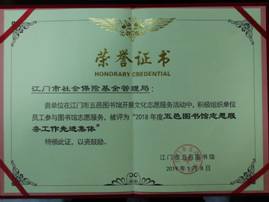 荣誉证书
HONORARY CREDENTIAL
江门市社会保险基金管理局：
贵单位在江门市五邑图书馆开展文化志愿服务活动中，积极组织单位
员工参与图书馆志愿服务，被评为“2018年度五邑图书馆志愿服
务工作先进集体”
特颁此证，以资鼓励。
江门市五邑图书馆